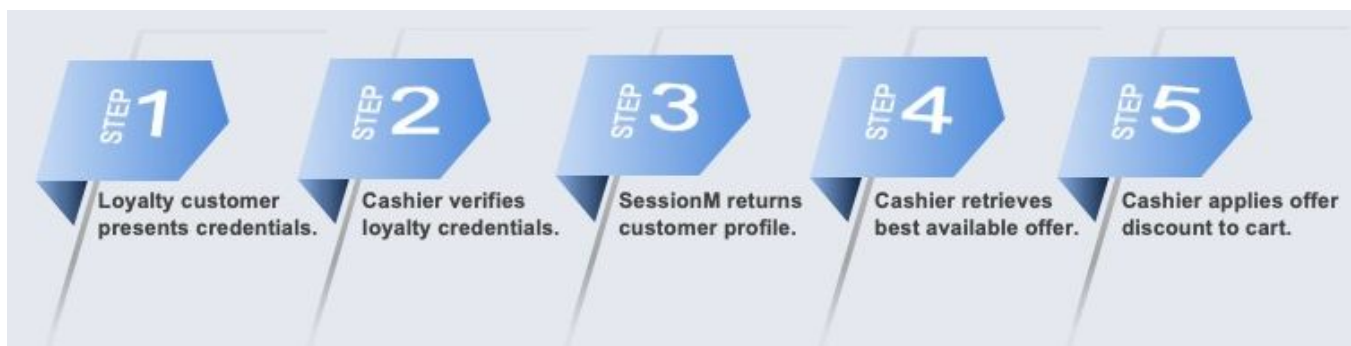 STEP 1
Loyalty customer
presents credentials.
STEP 2
Cashier verifies
loyalty credentials.
STEP 3
SessionM returns
customer profile.
STEP 4
Cashier retrieves
best available offer.
STEP 5
Cashier applies offer
discount to cart.